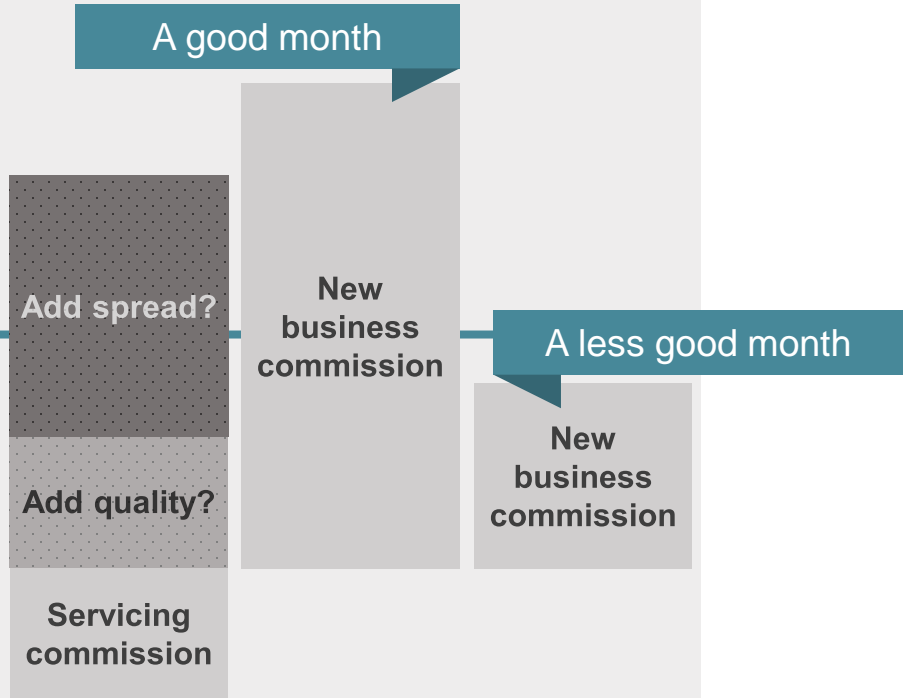 A good month
Add spread?
New
business
commission
A less good month
New
business
commission
Add quality?
Servicing
commission